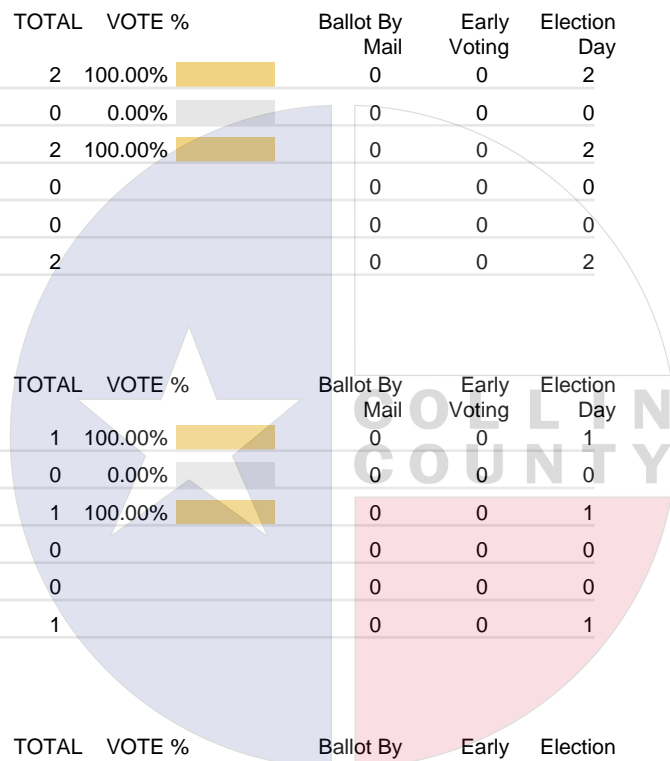 TOTAL VOTE % Ballot By Early Election
Mail Voting Day
2 100.00% 0 0 2
0 0.00% 0 0 0
2 100.00% 0 0 2
0 0 0 0
0 0 0 0
2 0 0 2
TOTAL VOTE % Ballot By Early Election
COLLIN
Mail Voting Day
1 100.00% 0 0 1
COUNTY
0 0.00% 0 0 0
1 100.00% 0 0 1
0 0 0 0
0 0 0 0
1 0 0 1
TOTAL VOTE % Ballot By Early Election